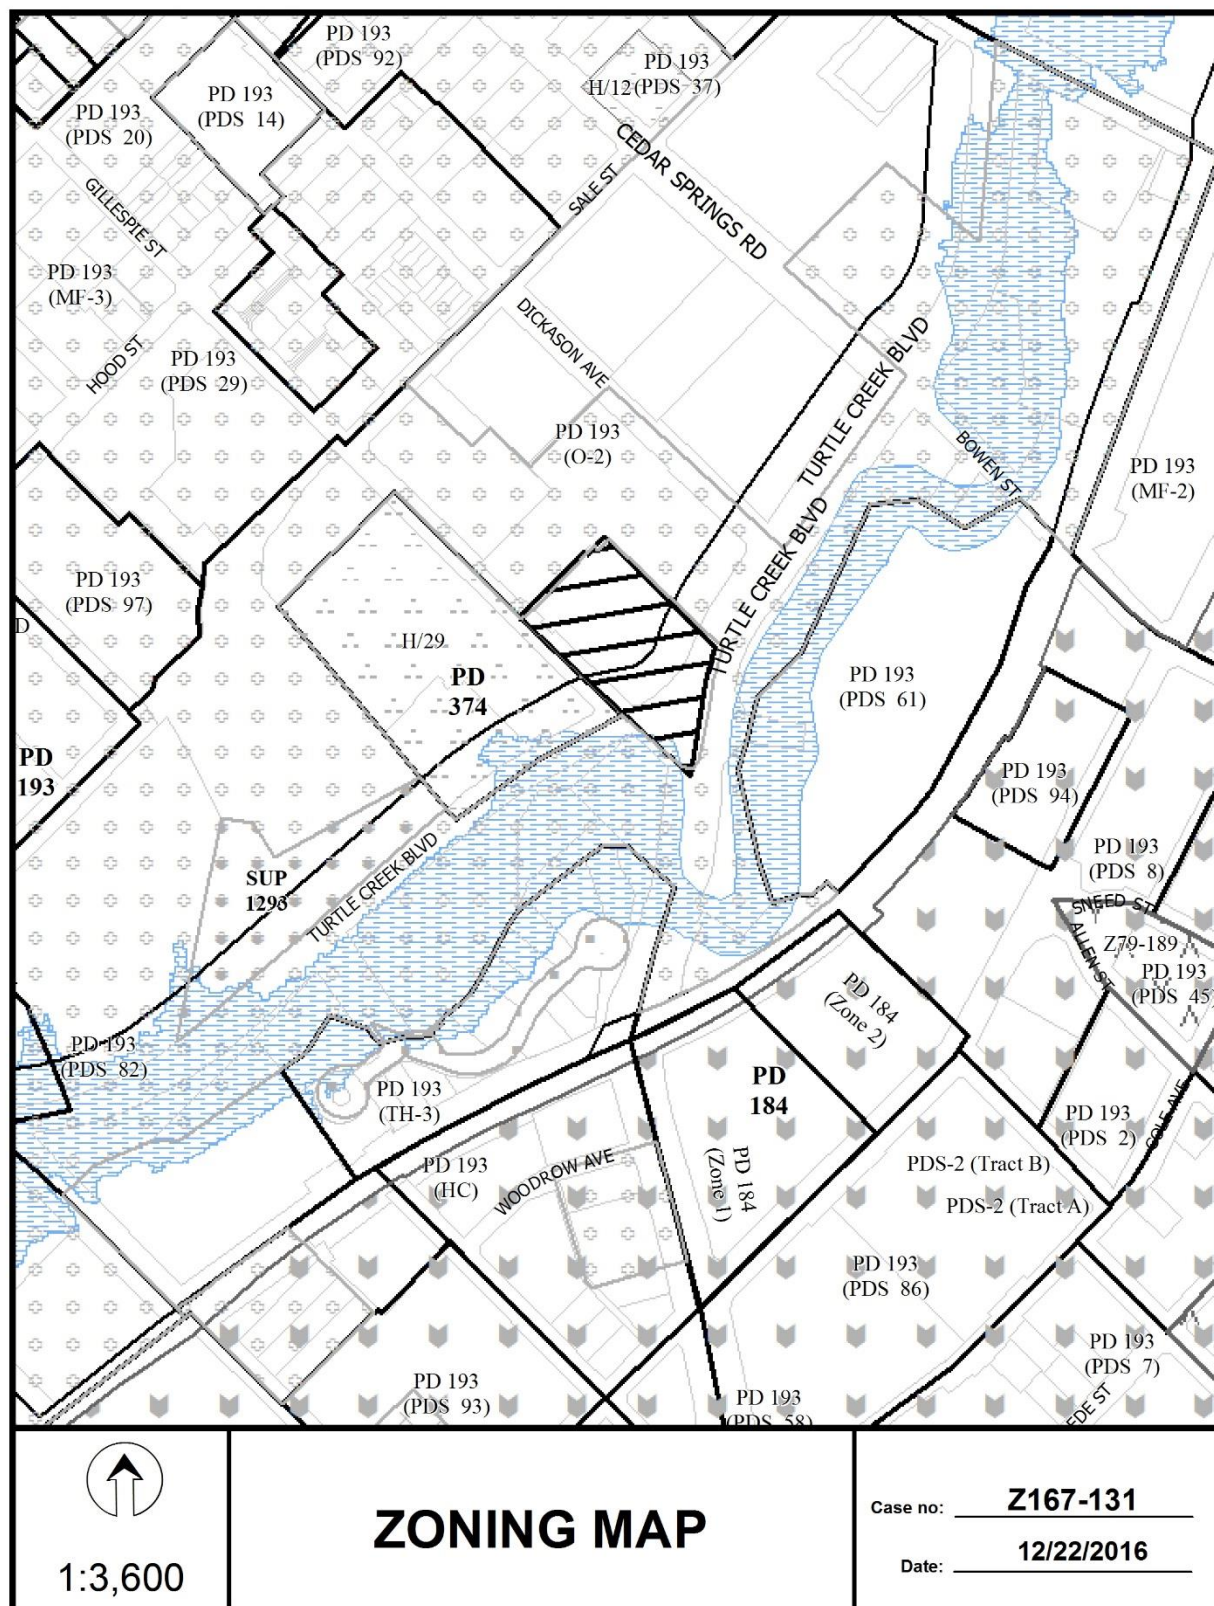 PD 193
(PDS 92)
PD 193
(PDS 37)
H/12
PD 193
(PDS 14)
PD 193
(PDS 20)
CEDAR SPRINGS RD
SALE ST
GILLESPIE ST
PD 193
(MF-3)
HOOD ST
PD 193
(PDS 29)
DICKASON AVE
TURTLE CREEK BLVD
PD 193
(O-2)
BOWEN ST
PD 193
(MF-2)
TURTLE CREEK BLVD
PD 193
(PDS 97)
D
H/29
PD
374
PD 193
(PDS 61)
PD
193
PD 193
(PDS 94)
PD 193
(PDS 8)
SUP
1293
TURTLE CREEK BLVD
SNEED ST
ALLEN ST
Z79-189
PD 193
(PDS 45)
PD 184
(Zone 2)
PD 193
(PDS 82)
PD 193
(TH-3)
PD
184
PD 193
(PDS 2)
COLE AVE
PD 193
(HC)
WOODROW AVE
PD 184
(Zone 1)
PDS-2 (Tract B)
PDS-2 (Tract A)
PD 193
(PDS 86)
PD 193
(PDS 7)
PD 193
(PDS 93)
PD 193
(PDS 58)
EDE ST
1:3,600
ZONING MAP
Case no: Z167-131
Date: 12/22/2016